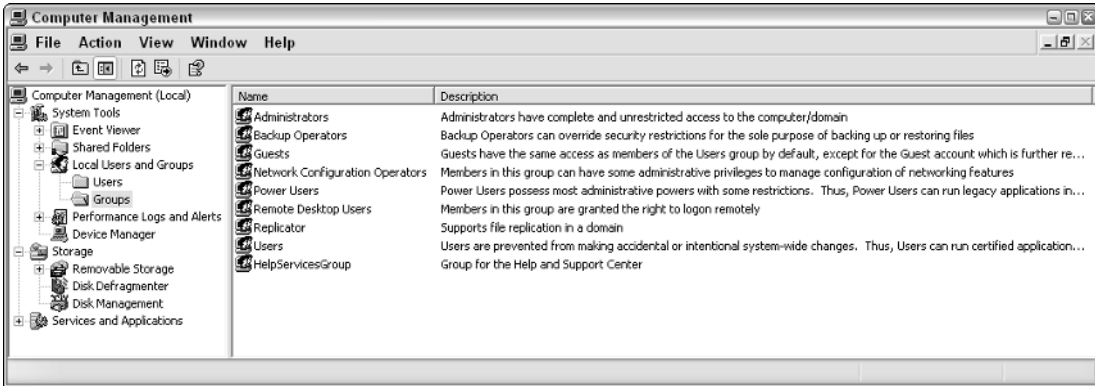 Computer Management
File Action View Window Help
Computer Management (Local)
System Tools
Event Viewer
Shared Folders
Local Users and Groups
Users
Groups
Performance Logs and Alerts
Device Manager
Storage
Removable Storage
Disk Defragmenter
Disk Management
Services and Applications
Name Description
Administrators Administrators have complete and unrestricted access to the computer/domain
Backup Operators Backup Operators can override security restrictions for the sole purpose of backing up or restoring files
Guests Guests have the same access as members of the Users group by default, except for the Guest account which is further re...
Network Configuration Operators Members in this group can have some administrative privileges to manage configuration of networking features
Power Users Power Users possess most administrative powers with some restrictions. Thus, Power Users can run legacy applications in...
Remote Desktop Users Members in this group are granted the right to logon remotely
Replicator Supports file replication in a domain
Users Users are prevented from making accidental or intentional system-wide changes. Thus, Users can run certified application...
HelpServicesGroup Group for the Help and Support Center